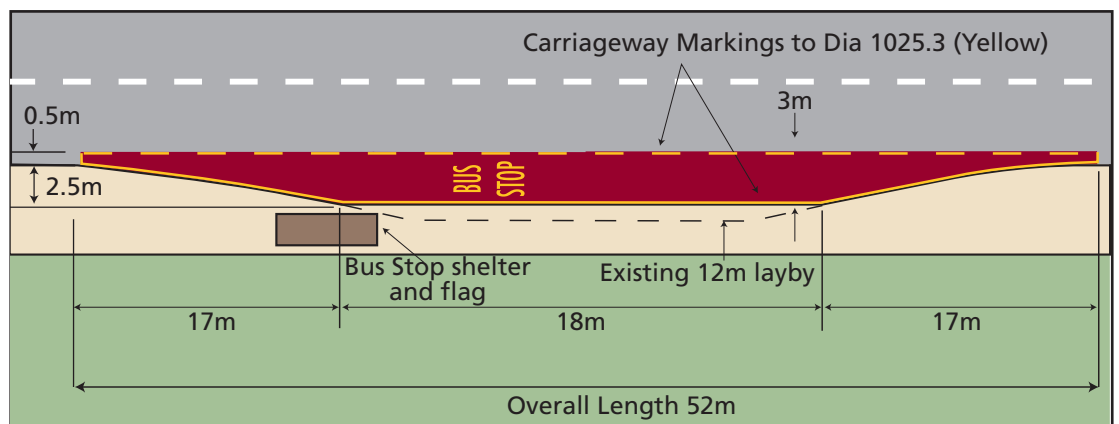 Carriageway Markings to Dia 1025.3 (Yellow)
0.5m
3m
2.5m
BUS
STOP
Bus Stop shelter
and flag
Existing 12m layby
17m
18m
17m
Overall Length 52m